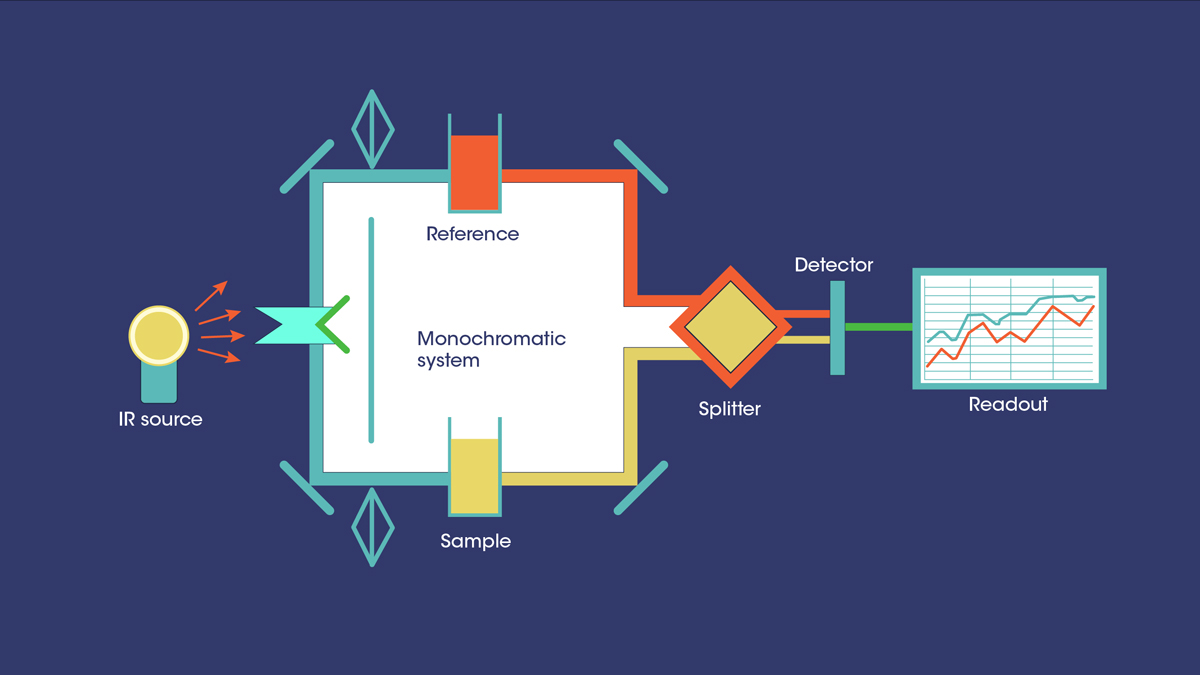 Reference
Detector
Monochromatic
system
IR source
Splitter
Readout
Sample